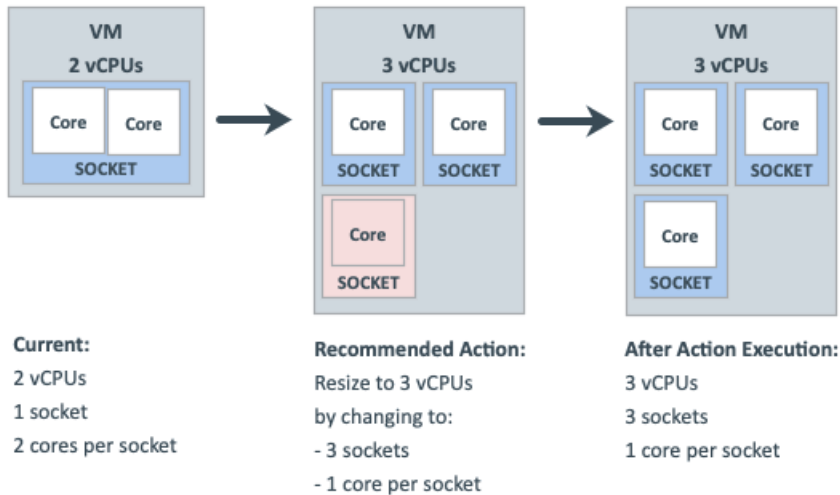 VM
2 vCPUs
Core Core
SOCKET
VM
3 vCPUs
Core Core
SOCKET SOCKET
Core
SOCKET
VM
3 vCPUs
Core Core
SOCKET SOCKET
Core
SOCKET
Current:
2 vCPUs
1 socket
2 cores per socket
Recommended Action:
Resize to 3 vCPUs
by changing to:
- 3 sockets
- 1 core per socket
After Action Execution:
3 vCPUs
3 sockets
1 core per socket